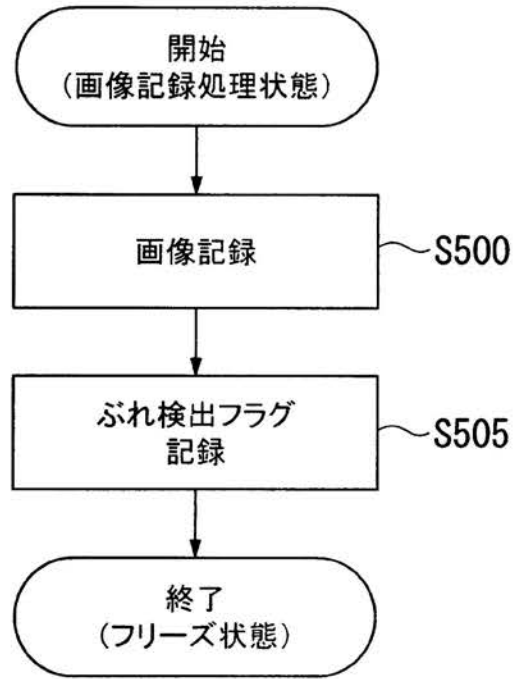 開始
(画像記録処理状態)
画像記録
S500
ぶれ検出フラグ
記録
S505
終了
(フリーズ状態)